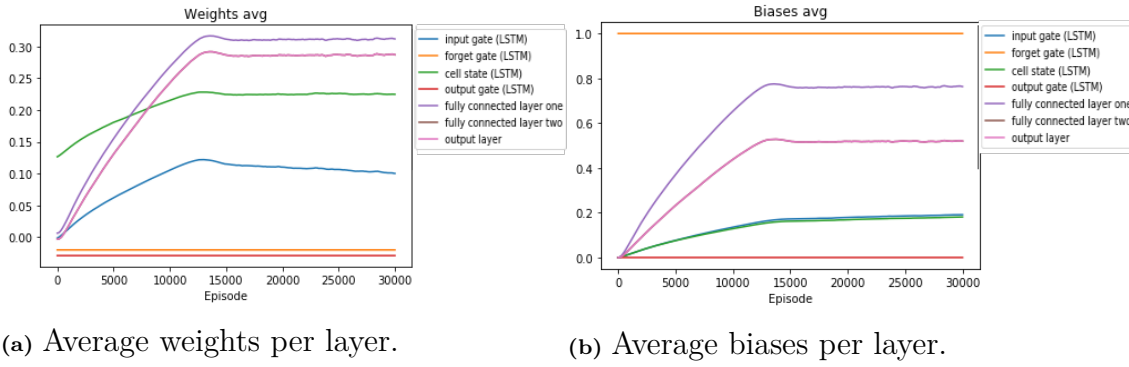 Weights avg
0.30
0.25
0.20
0.15
0.10
0.05
0.00
0 5000 10000 15000 20000 25000 30000
Episode
input gate (LSTM)
forget gate (LSTM)
cell state (LSTM)
output gate (LSTM)
fully connected layer one
fully connected layer two
output layer
(a) Average weights per layer.
Biases avg
1.0
0.8
0.6
0.4
0.2
0.0
0 5000 10000 15000 20000 25000 30000
Episode
input gate (LSTM)
forget gate (LSTM)
cell state (LSTM)
output gate (LSTM)
fully connected layer one
fully connected layer two
output layer
(b) Average biases per layer.